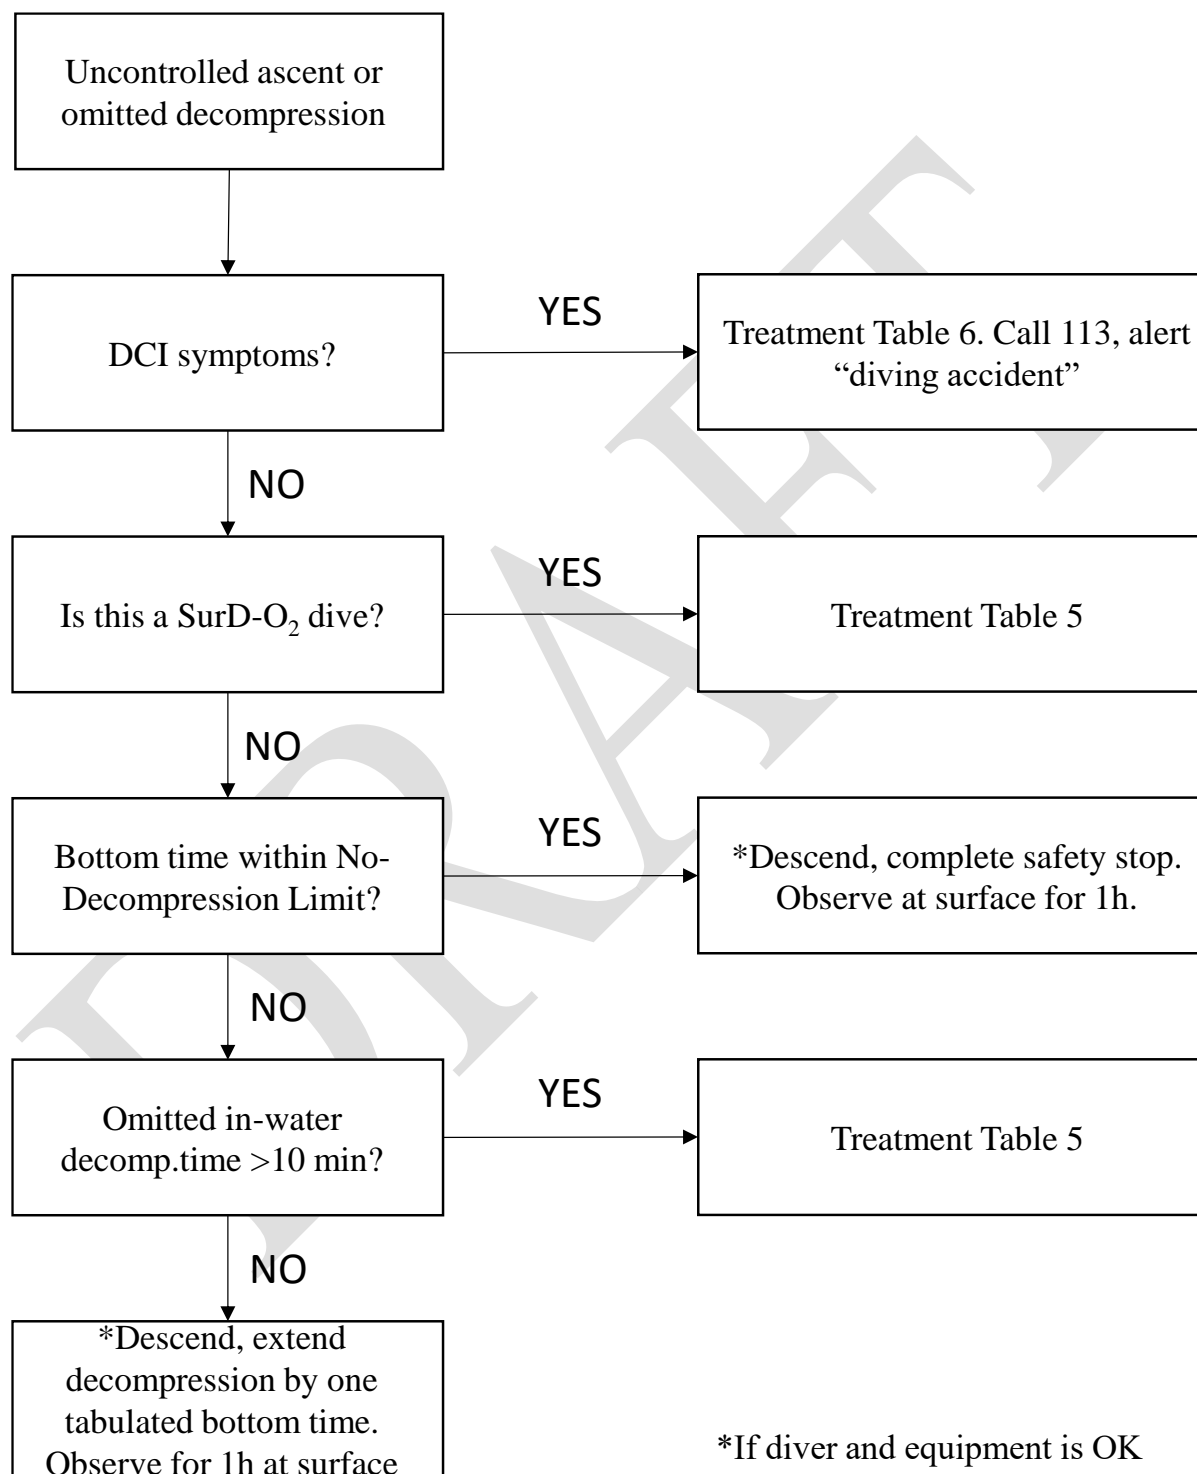 Uncontrolled ascent or
omitted decompression
DCI symptoms?
YES
Treatment Table 6. Call 113, alert
“diving accident”
NO
Is this a SurD-O₂ dive?
YES
Treatment Table 5
NO
Bottom time within No-
Decompression Limit?
YES
*Descend, complete safety stop.
Observe at surface for 1h.
NO
Omitted in-water
decomp.time >10 min?
YES
Treatment Table 5
NO
*Descend, extend
decompression by one
tabulated bottom time.
Observe for 1h at surface
*If diver and equipment is OK
DRAFT